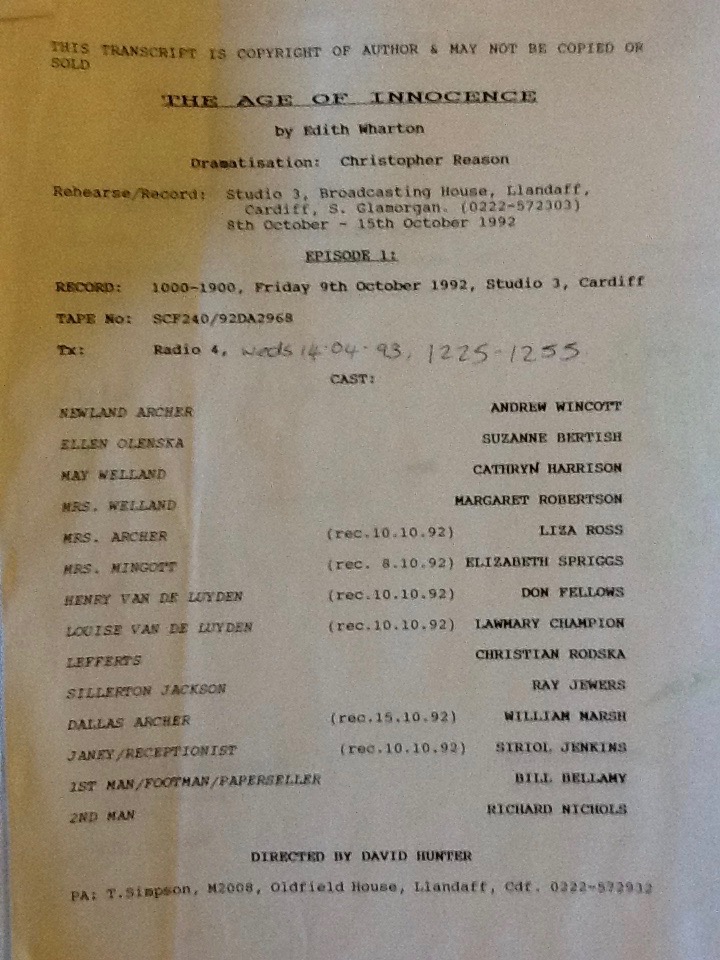 THIS TRANSCRIPT IS COPYRIGHT OF AUTHOR & MAY NOT BE COPIED OR
SOLD
THE AGE OF INNOCENCE
by Edith Wharton
Dramatisation: Christopher Reason
Rehearse/Record: Studio 3, Broadcasting House, Llandaff,
Cardiff, S. Glamorgan. (0222-572303)
8th October - 15th October 1992
EPISODE 1:
RECORD: 1000-1900, Friday 9th October 1992, Studio 3, Cardiff
TAPE No: SCF240/92DA2968
Tx: Radio 4, weds 14.04.93, 1225-1255
CAST:
NEWLAND ARCHER ANDREW WINCOTT
ELLEN OLENSKA SUZANNE BERTISH
MAY WELLAND CATHRYN HARRISON
MRS. WELLAND MARGARET ROBERTSON
MRS. ARCHER (rec.10.10.92) LIZA ROSS
MRS. MINGOTT (rec. 8.10.92) ELIZABETH SPRIGGS
HENRY VAN DE LUYDEN (rec.10.10.92) DON FELLOWS
LOUISE VAN DE LUYDEN (rec.10.10.92) LAWMARY CHAMPION
LEFFERTS CHRISTIAN RODSKA
SILLERTON JACKSON RAY JEWERS
DALLAS ARCHER (rec.15.10.92) WILLIAM MARSH
JANEY/RECEPTIONIST (rec.10.10.92) SIRIOL JENKINS
1ST MAN/FOOTMAN/PAPERSELLER BILL BELLAMY
2ND MAN RICHARD NICHOLS
DIRECTED BY DAVID HUNTER
PA: T.Simpson, M2008, Oldfield House, Llandaff, Cdf. 0222-572932